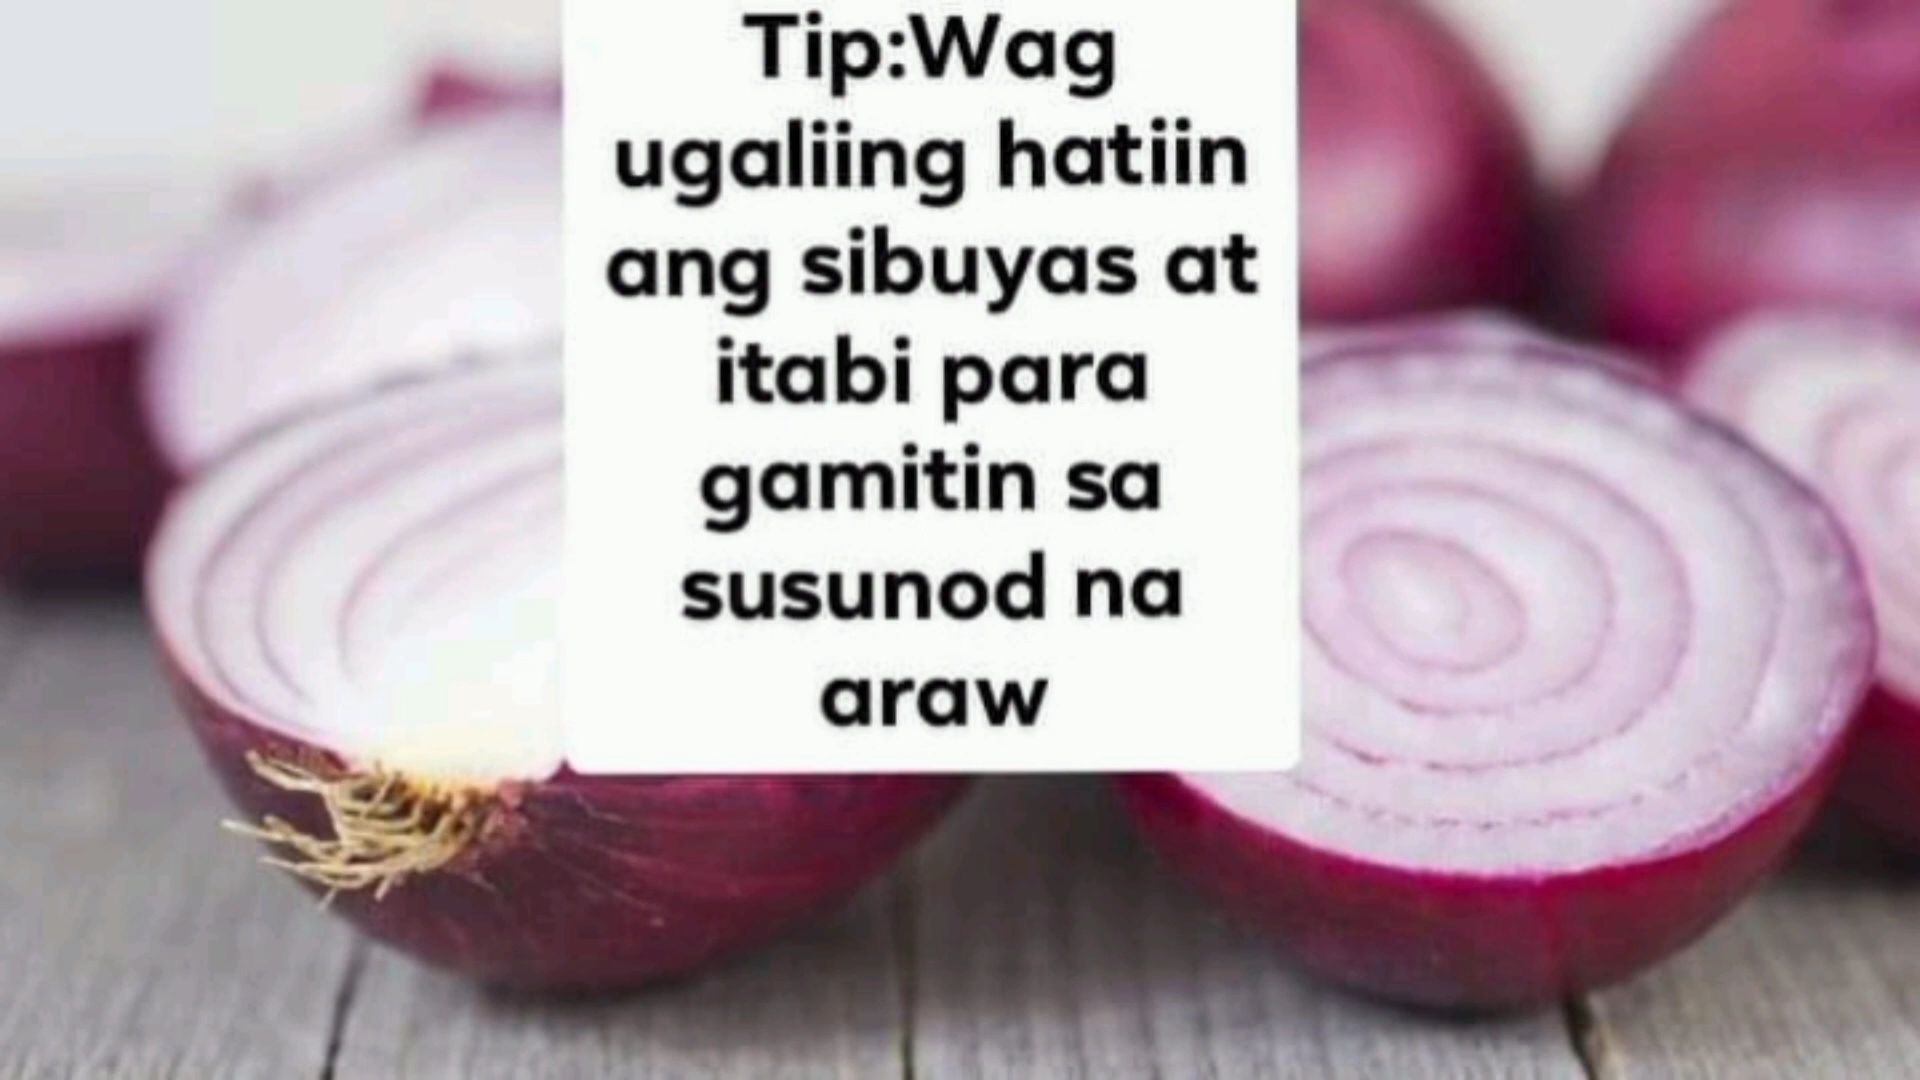 Tip:Wag
ugaliing hatiin
ang sibuyas at
itabi para
gamitin sa
susunod na
araw